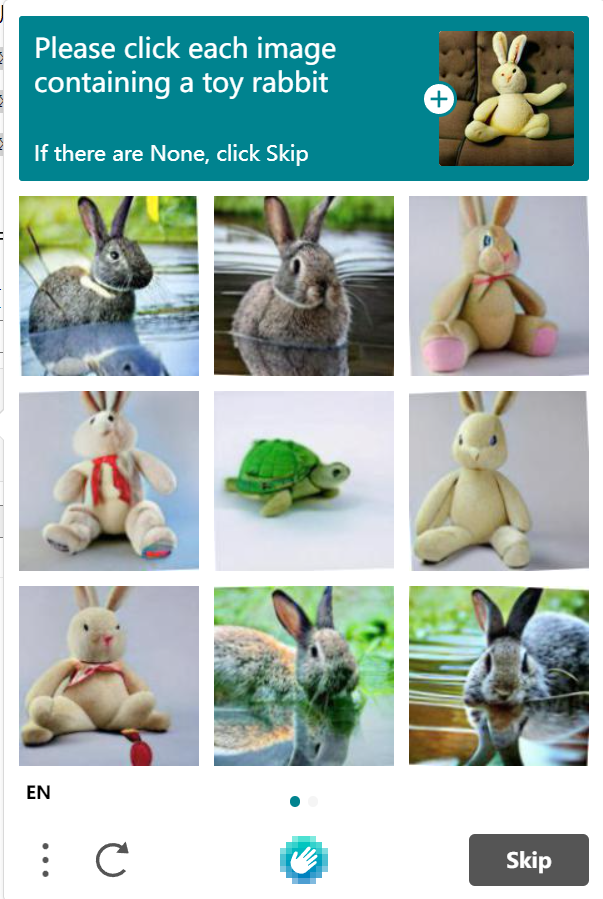 Please click each image
containing a toy rabbit
If there are None, click Skip
EN
Skip